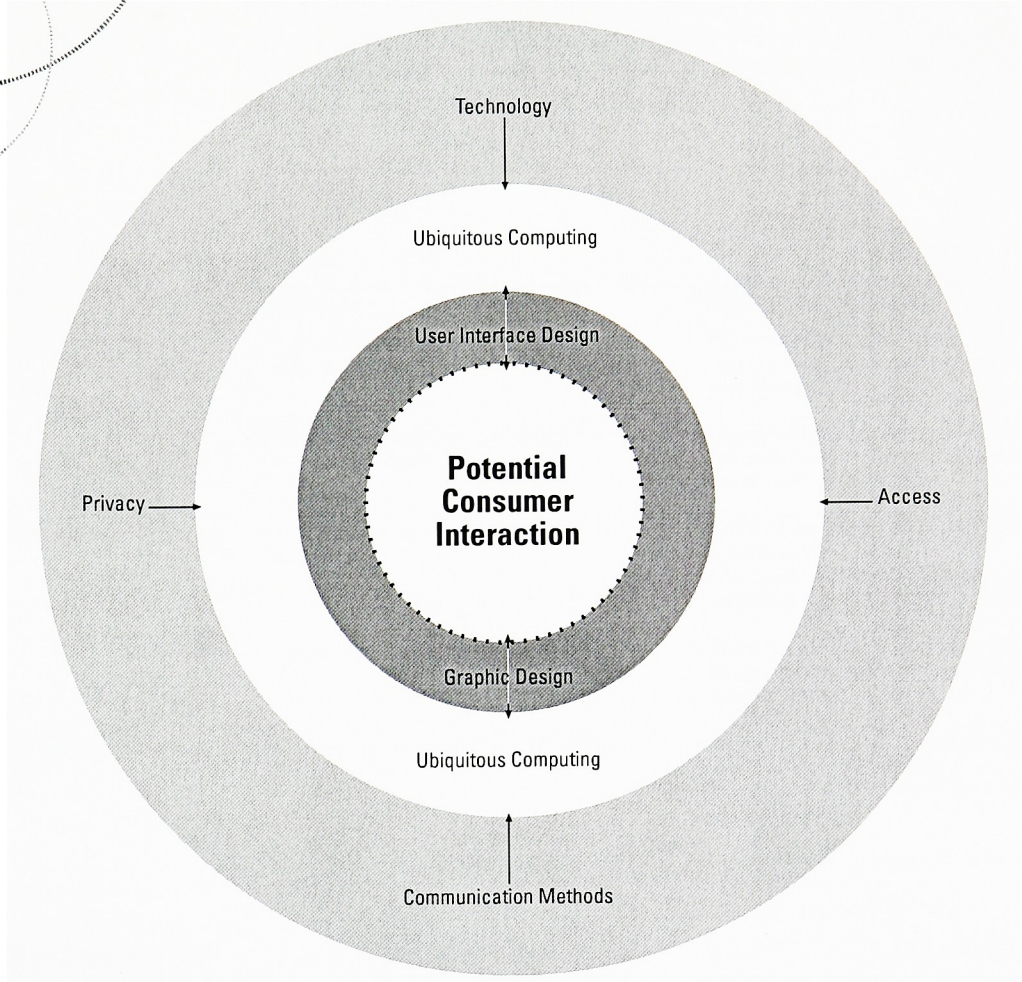 Technology
Ubiquitous Computing
User Interface Design
Potential
Consumer
Interaction
Privacy
Access
Graphic Design
Ubiquitous Computing
Communication Methods